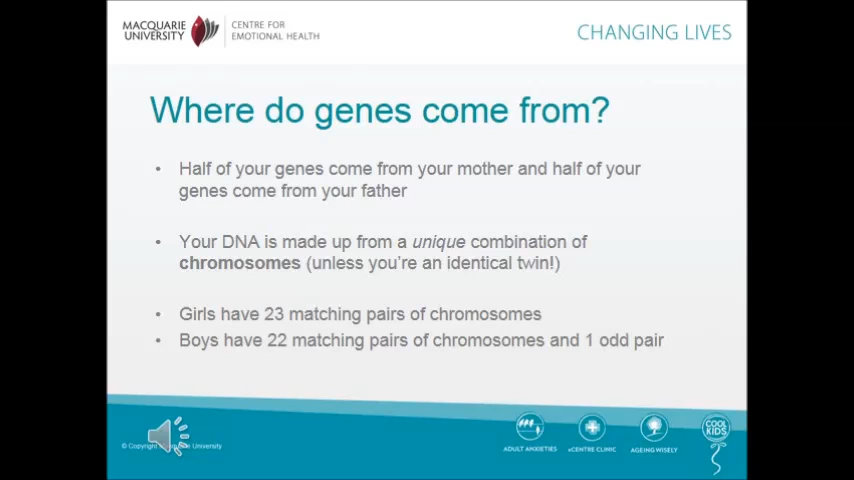 MACQUARIE
UNIVERSITY
CENTRE FOR
EMOTIONAL HEALTH
CHANGING LIVES
Where do genes come from?
• Half of your genes come from your mother and half of your
genes come from your father
• Your DNA is made up from a unique combination of
chromosomes (unless you're an identical twin!)
• Girls have 23 matching pairs of chromosomes
• Boys have 22 matching pairs of chromosomes and 1 odd pair
© Copyright University
ADULT ANXIETIES
eCENTRE CLINIC
AGEING WISELY
COOL
KIDS